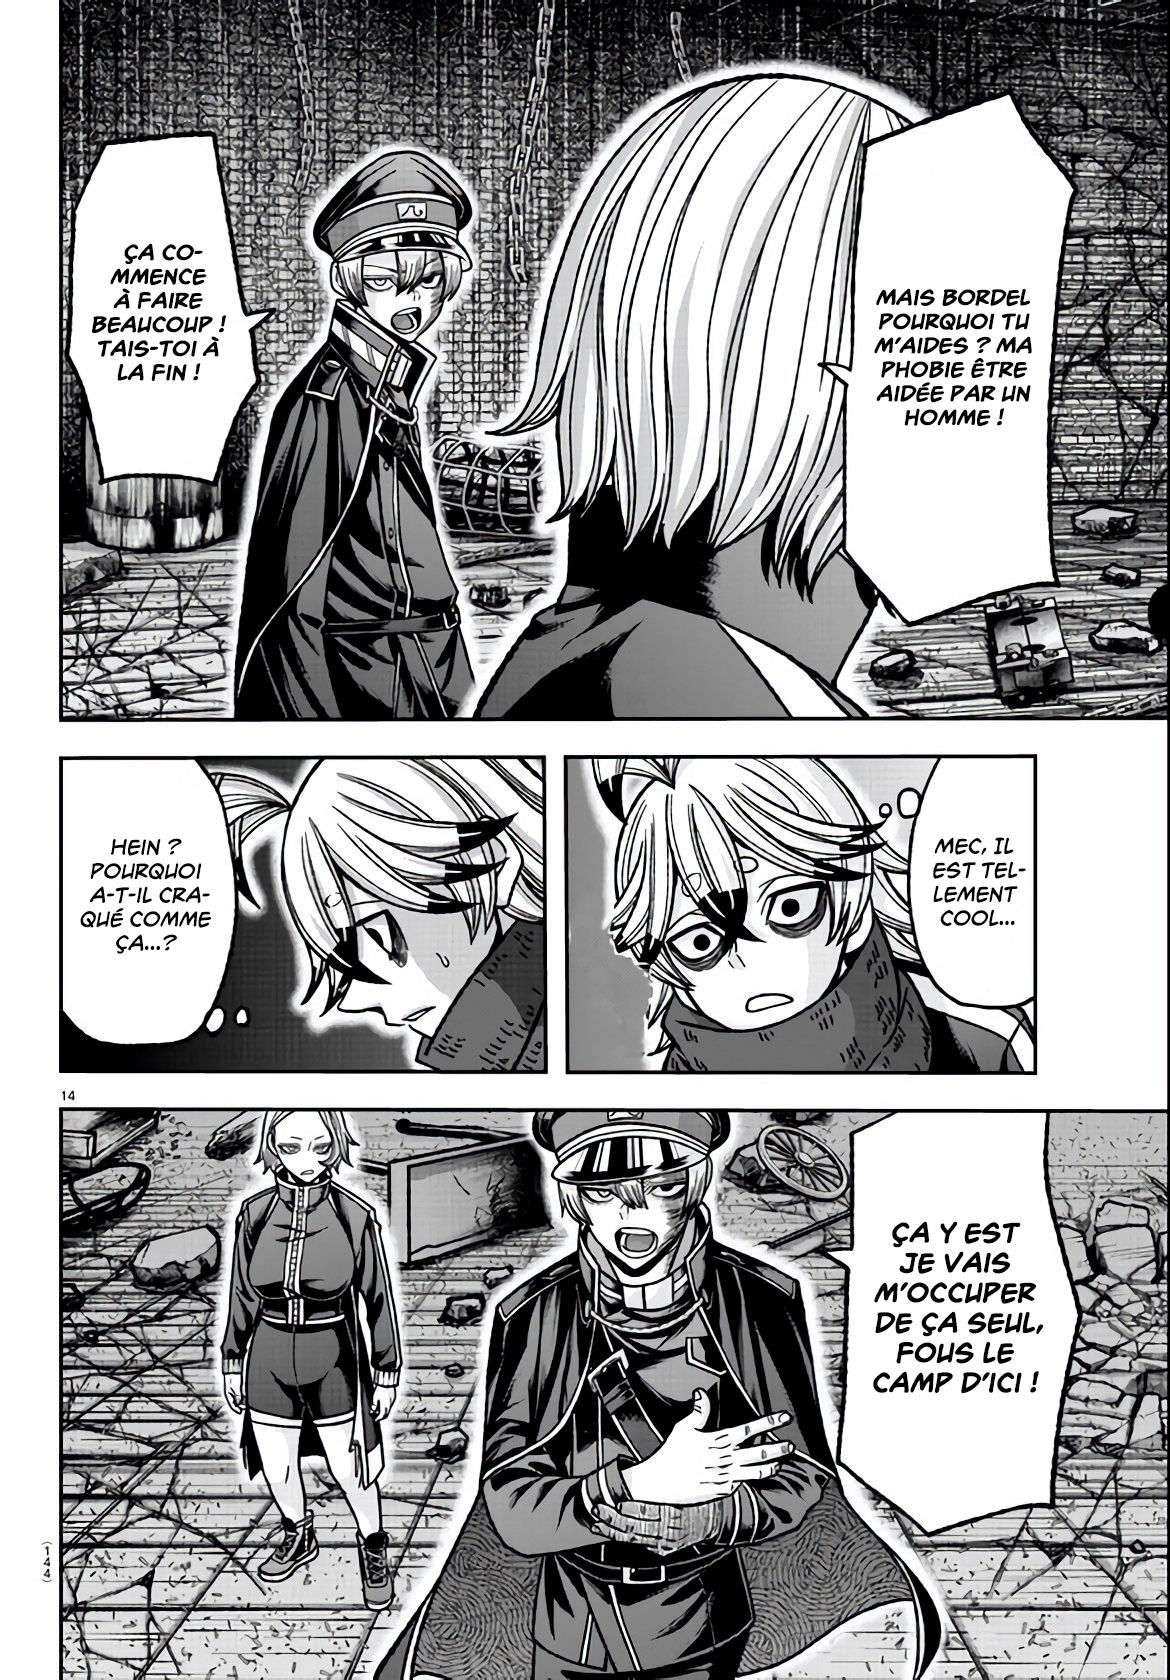 MAIS BORDEL
POURQUOI TU
M'AIDES ? MA
PHOBIE ÊTRE
AIDÉE PAR UN
HOMME !
ÇA CO-
MMENCE
À FAIRE
BEAUCOUP !
TAIS-TOI À
LA FIN !
八
MEC, IL
EST TEL-
LEMENT
COOL...
HEIN ?
POURQUOI
A-T-IL CRA-
QUÉ COMME
ÇA...?
14
ÇA Y EST
JE VAIS
M'OCCUPER
DE ÇA SEUL,
FOUS LE
CAMP D'ICI !
(144)